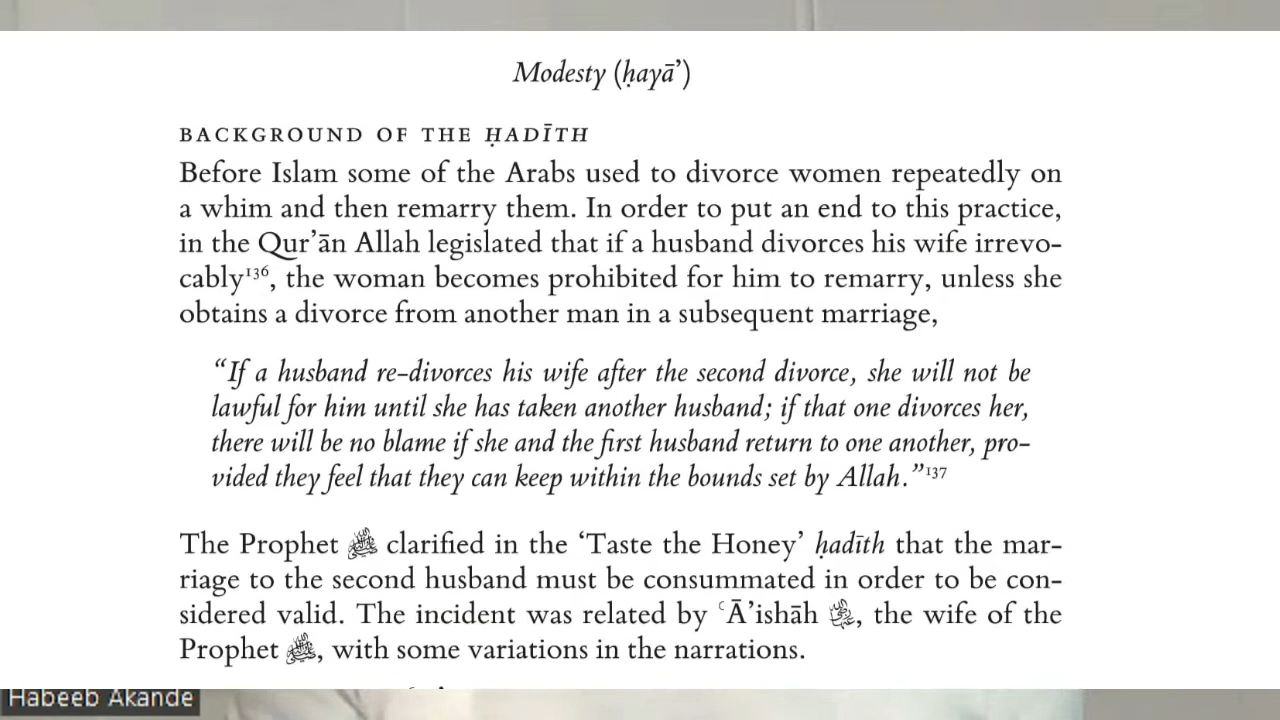 Modesty (ḥayā’)
BACKGROUND OF THE ḤADĪTH
Before Islam some of the Arabs used to divorce women repeatedly on
a whim and then remarry them. In order to put an end to this practice,
in the Qur’ān Allah legislated that if a husband divorces his wife irrevo-
cably¹³⁶, the woman becomes prohibited for him to remarry, unless she
obtains a divorce from another man in a subsequent marriage,
“If a husband re-divorces his wife after the second divorce, she will not be
lawful for him until she has taken another husband; if that one divorces her,
there will be no blame if she and the first husband return to one another, pro-
vided they feel that they can keep within the bounds set by Allah.”¹³⁷
The Prophet ﷺ clarified in the ‘Taste the Honey’ ḥadīth that the mar-
riage to the second husband must be consummated in order to be con-
sidered valid. The incident was related by ʿĀ’ishāh, the wife of the
Prophet ﷺ, with some variations in the narrations.
Habeeb Akande